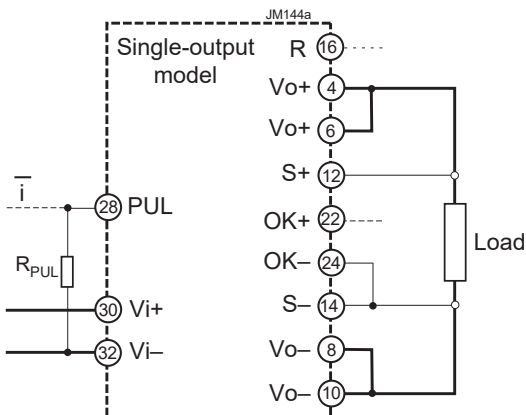 JM144a
Single-output
model
R 16
Vo+ 4
Vo+ 6
S+ 12
i
28 PUL
OK+ 22
Load
OK– 24
RPUL
30 Vi+
S– 14
32 Vi–
Vo– 8
Vo– 10